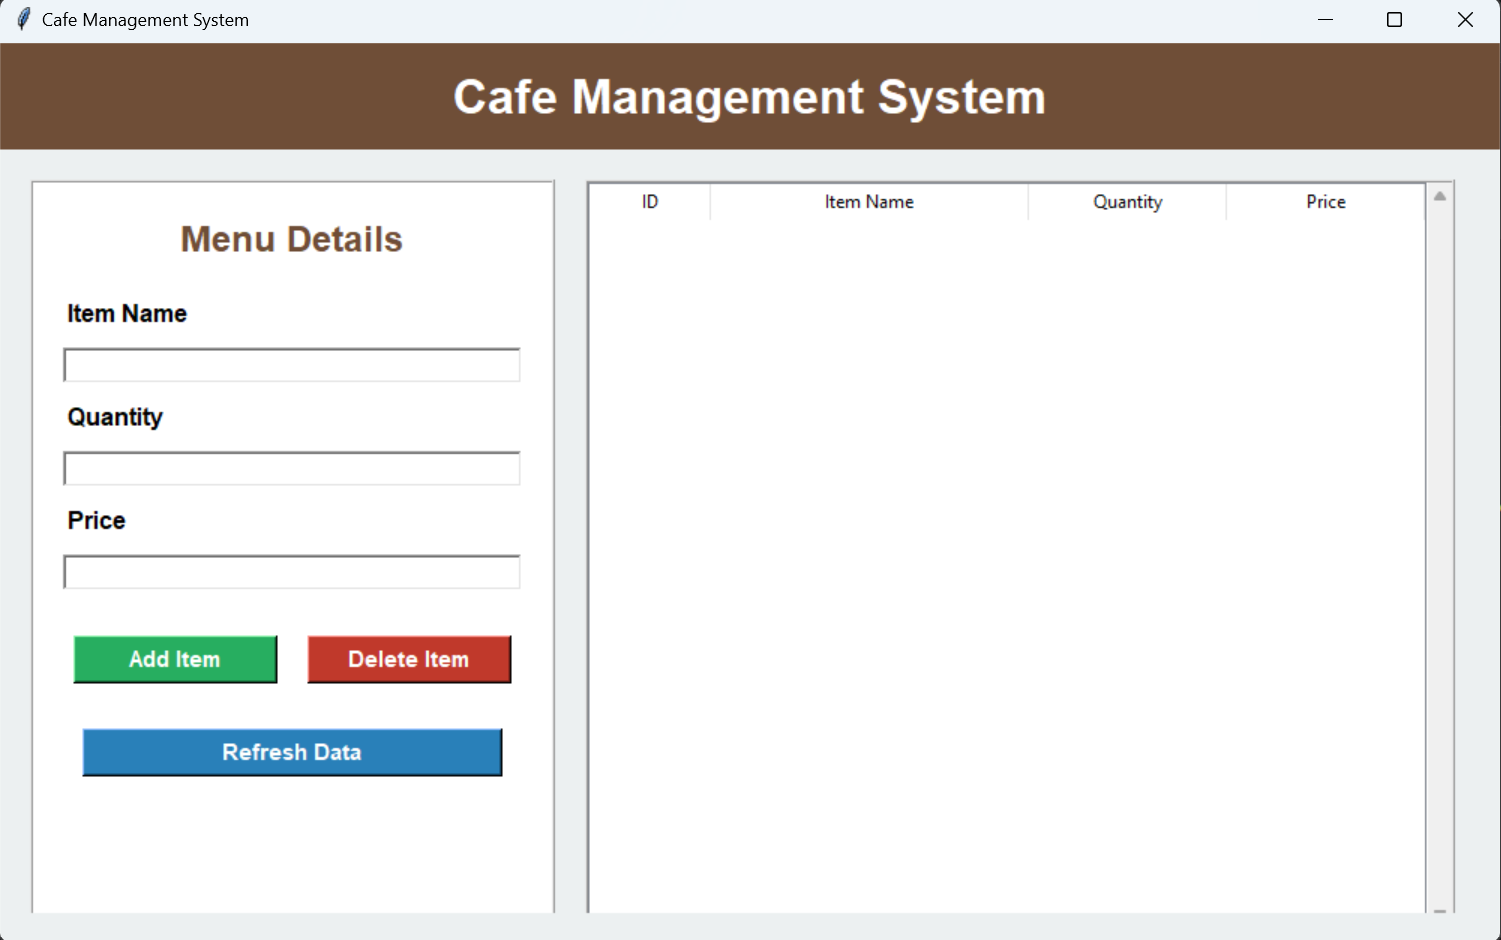 Cafe Management System
Cafe Management System
Menu Details
Item Name
Quantity
Price
Add Item Delete Item
Refresh Data
ID Item Name Quantity Price